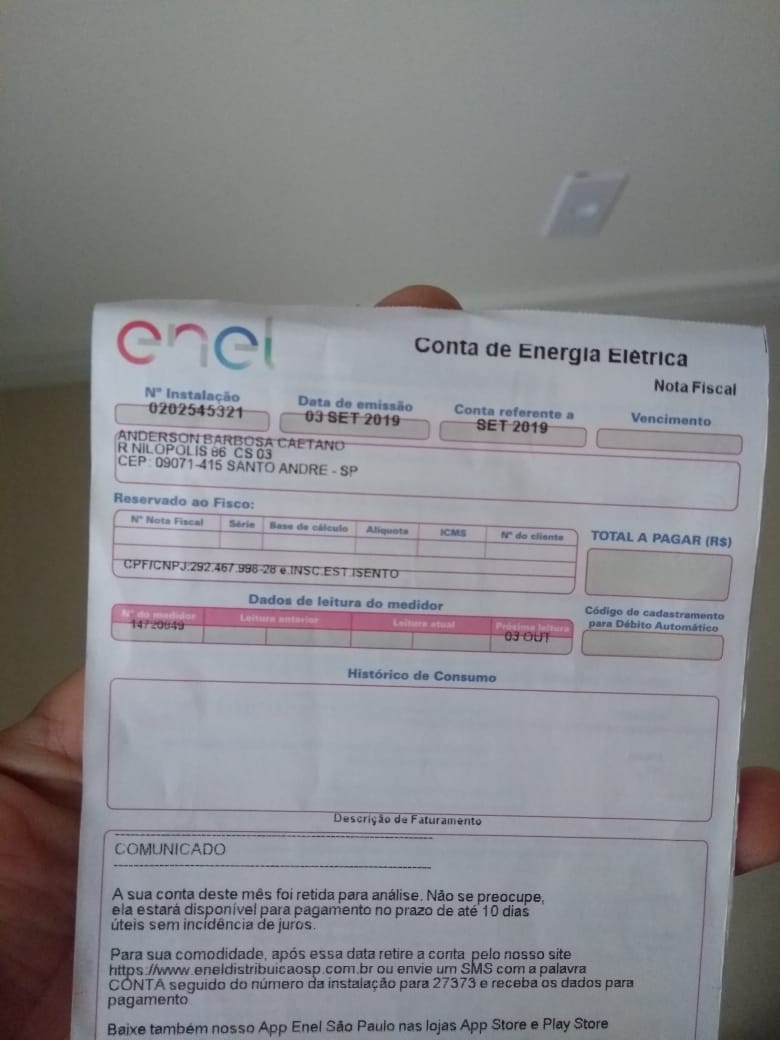 enel
Conta de Energia Elétrica
Nota Fiscal
Nº Instalação Data de emissão Conta referente a Vencimento
0202545321 03 SET 2019 SET 2019
ANDERSON BARBOSA CAETANO
R NILOPOLIS 86 CS 03
CEP: 09071-415 SANTO ANDRE - SP
Reservado ao Fisco:
Nº Nota Fiscal Série Base de cálculo Alíquota ICMS Nº do cliente
TOTAL A PAGAR (R$)
CPF/CNPJ:292.467.998-28 e.INSC.EST.ISENTO
Dados de leitura do medidor
Nº do medidor Leitura anterior Leitura atual Próxima leitura
14720849 03 OUT
Código de cadastramento
para Débito Automático
Histórico de Consumo
Descrição de Faturamento
COMUNICADO
A sua conta deste mês foi retida para análise. Não se preocupe,
ela estará disponível para pagamento no prazo de até 10 dias
úteis sem incidência de juros.
Para sua comodidade, após essa data retire a conta pelo nosso site
https://www.eneldistribuicaosp.com.br ou envie um SMS com a palavra
CONTA seguido do número da instalação para 27373 e receba os dados para
pagamento
Baixe também nosso App Enel São Paulo nas lojas App Store e Play Store